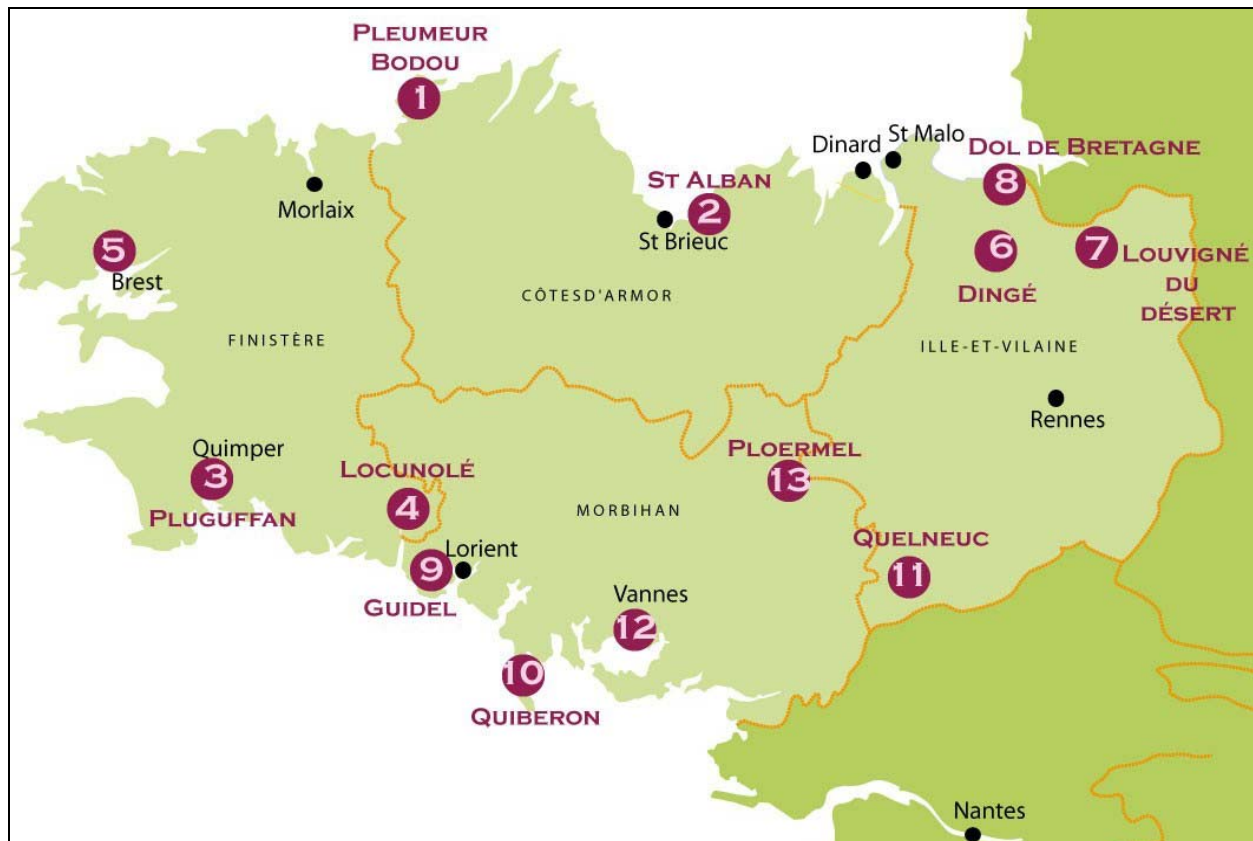 PLEUMEUR
BODOU
1
Dinard
St Malo
DOL DE BRETAGNE
8
Morlaix
ST ALBAN
2
St Brieuc
5
Brest
6
DINGÉ
7
LOUVIGNÉ
DU
DÉSERT
CÔTESD'ARMOR
FINISTÈRE
ILLE-ET-VILAINE
Rennes
Quimper
3
PLUGUFFAN
LOCUNOLÉ
4
PLOERMEL
13
MORBIHAN
QUELNEUC
11
Lorient
9
GUIDEL
Vannes
12
10
QUIBERON
Nantes